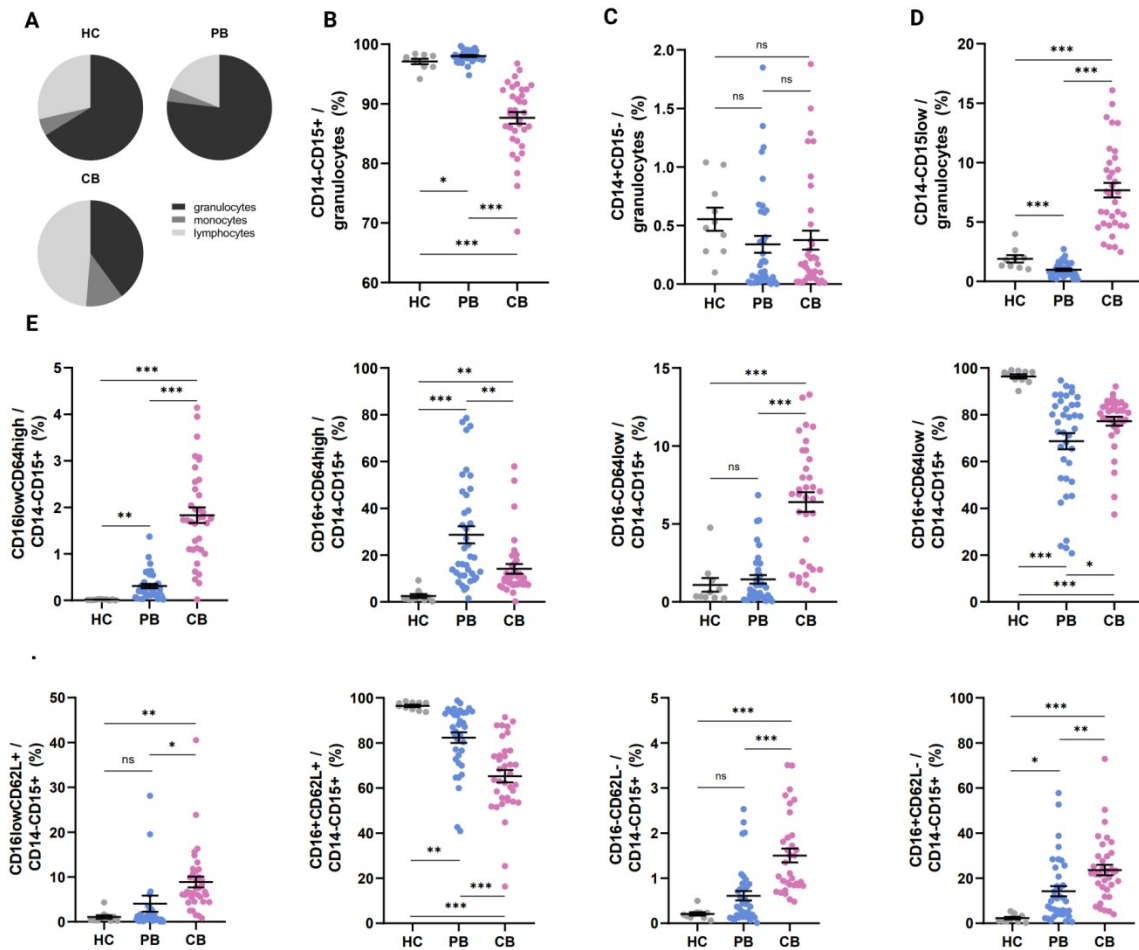 A
HC
PB
CB
granulocytes
monocytes
lymphocytes
B
CD14-CD15+ /
granulocytes (%)
100
90
80
70
60
*
***
***
HC PB CB
C
CD14+CD15- /
granulocytes (%)
2.0
1.5
1.0
0.5
0.0
ns
ns
ns
HC PB CB
D
CD14-CD15low /
granulocytes (%)
20
15
10
5
0
***
***
***
HC PB CB
E
CD16lowCD64high /
CD14-CD15+ (%)
5
4
3
2
1
0
***
***
**
HC PB CB
CD16+CD64high /
CD14-CD15+ (%)
100
80
60
40
20
0
**
***
**
HC PB CB
CD16-CD64low /
CD14-CD15+ (%)
15
10
5
0
***
***
ns
HC PB CB
CD16+CD64low /
CD14-CD15+ (%)
100
80
60
40
20
0
***
*
***
HC PB CB
CD16lowCD62L+ /
CD14-CD15+ (%)
50
40
30
20
10
0
**
*
ns
HC PB CB
CD16+CD62L+ /
CD14-CD15+ (%)
100
80
60
40
20
0
**
***
***
HC PB CB
CD16-CD62L- /
CD14-CD15+ (%)
5
4
3
2
1
0
***
***
ns
HC PB CB
CD16+CD62L- /
CD14-CD15+ (%)
100
80
60
40
20
0
***
**
*
HC PB CB